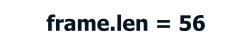 frame.len = 56